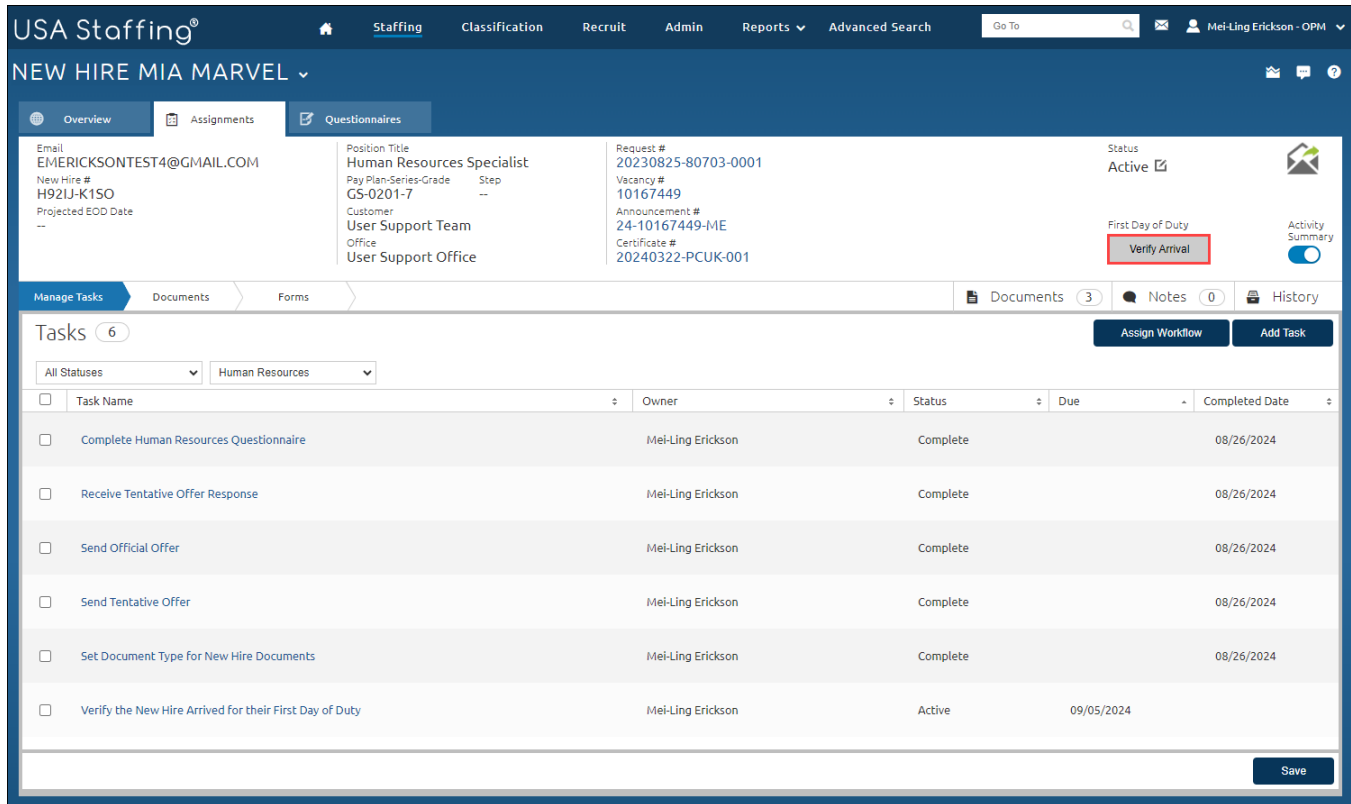 USA Staffing®
Staffing Classification Recruit Admin Reports Advanced Search Go To Mei-Ling Erickson - OPM
NEW HIRE MIA MARVEL
Overview Assignments Questionnaires
Email
EMERICKSONTEST4@GMAIL.COM
New Hire #
H92IJ-K1SO
Projected EOD Date
--
Position Title
Human Resources Specialist
Pay Plan-Series-Grade Step
GS-0201-7 --
Customer
User Support Team
Office
User Support Office
Request #
20230825-80703-0001
Vacancy #
10167449
Announcement #
24-10167449-ME
Certificate #
20240322-PCUK-001
Status
Active
First Day of Duty
Verify Arrival
Activity
Summary
Manage Tasks Documents Forms Documents 3 Notes 0 History
Tasks 6 Assign Workflow Add Task
All Statuses Human Resources
Task Name Owner Status Due Completed Date
Complete Human Resources Questionnaire Mei-Ling Erickson Complete 08/26/2024
Receive Tentative Offer Response Mei-Ling Erickson Complete 08/26/2024
Send Official Offer Mei-Ling Erickson Complete 08/26/2024
Send Tentative Offer Mei-Ling Erickson Complete 08/26/2024
Set Document Type for New Hire Documents Mei-Ling Erickson Complete 08/26/2024
Verify the New Hire Arrived for their First Day of Duty Mei-Ling Erickson Active 09/05/2024
Save